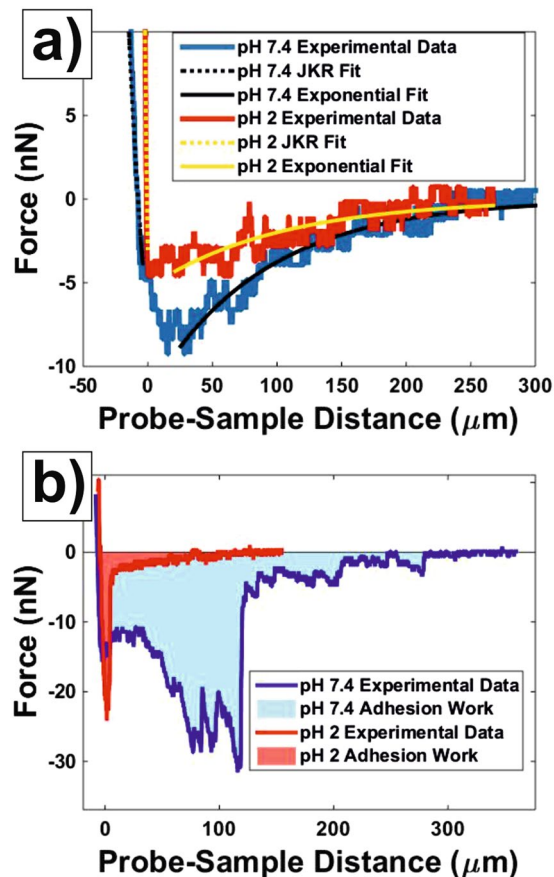 a)
pH 7.4 Experimental Data
pH 7.4 JKR Fit
pH 7.4 Exponential Fit
pH 2 Experimental Data
pH 2 JKR Fit
pH 2 Exponential Fit
Force (nN)
5
0
-5
-10
-50 0 50 100 150 200 250 300
Probe-Sample Distance (μm)
b)
Force (nN)
0
-10
-20
-30
pH 7.4 Experimental Data
pH 7.4 Adhesion Work
pH 2 Experimental Data
pH 2 Adhesion Work
0 100 200 300
Probe-Sample Distance (μm)